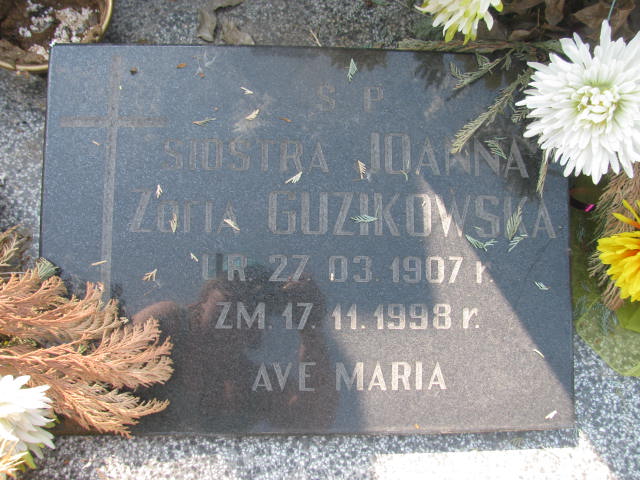 Ś. P.
SIOSTRA JOANNA
ZOFIA GUZIKOWSKA
UR. 27. 03. 1907 r.
ZM. 17. 11. 1998 r.
AVE MARIA